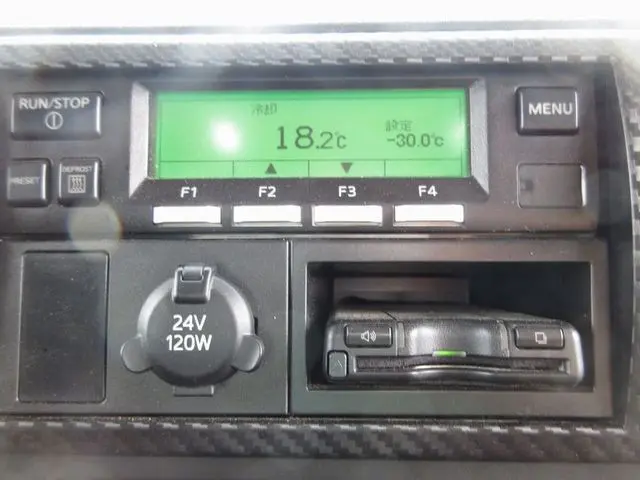 RUN/STOP
冷却
18.2℃
設定
-30.0℃
▲ ▼
MENU
PRESET
DEFROST
F1 F2 F3 F4
24V
120W